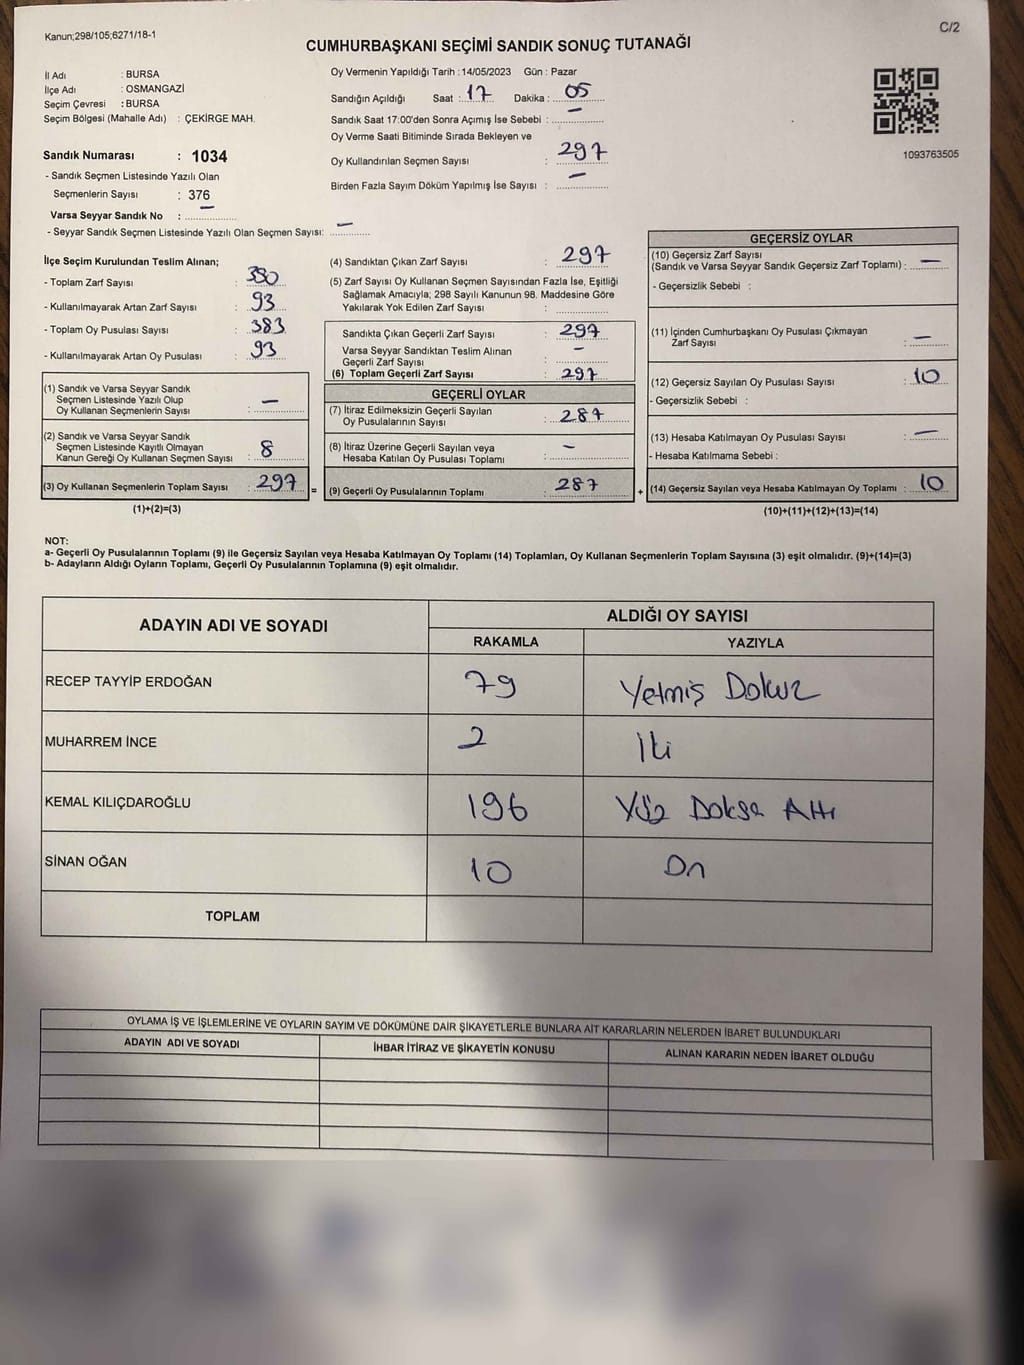 Kanun;298/105;6271/18-1
C/2
CUMHURBAŞKANI SEÇİMİ SANDIK SONUÇ TUTANAĞI
İl Adı : BURSA
İlçe Adı : OSMANGAZİ
Seçim Çevresi : BURSA
Seçim Bölgesi (Mahalle Adı) : ÇEKİRGE MAH.
Sandık Numarası : 1034
- Sandık Seçmen Listesinde Yazılı Olan
Seçmenlerin Sayısı : 376
Varsa Seyyar Sandık No : –
- Seyyar Sandık Seçmen Listesinde Yazılı Olan Seçmen Sayısı: –
Oy Vermenin Yapıldığı Tarih : 14/05/2023 Gün : Pazar
Sandığın Açıldığı Saat : 17 Dakika : 05
Sandık Saat 17:00'den Sonra Açımış İse Sebebi : –
Oy Verme Saati Bitiminde Sırada Bekleyen ve
Oy Kullandırılan Seçmen Sayısı : 297
Birden Fazla Sayım Döküm Yapılmış İse Sayısı : –
1093763505
İlçe Seçim Kurulundan Teslim Alınan;
- Toplam Zarf Sayısı : 390
- Kullanılmayarak Artan Zarf Sayısı : 93
- Toplam Oy Pusulası Sayısı : 383
- Kullanılmayarak Artan Oy Pusulası : 93
(1) Sandık ve Varsa Seyyar Sandık
Seçmen Listesinde Yazılı Olup
Oy Kullanan Seçmenlerin Sayısı : –
(2) Sandık ve Varsa Seyyar Sandık
Seçmen Listesinde Kayıtlı Olmayan
Kanun Gereği Oy Kullanan Seçmen Sayısı : 8
(3) Oy Kullanan Seçmenlerin Toplam Sayısı : 297
(1)+(2)=(3)
(4) Sandıktan Çıkan Zarf Sayısı : 297
(5) Zarf Sayısı Oy Kullanan Seçmen Sayısından Fazla İse, Eşitliği
Sağlamak Amacıyla; 298 Sayılı Kanunun 98. Maddesine Göre
Yakılarak Yok Edilen Zarf Sayısı :
Sandıkta Çıkan Geçerli Zarf Sayısı : 297
Varsa Seyyar Sandıktan Teslim Alınan
Geçerli Zarf Sayısı : –
(6) Toplam Geçerli Zarf Sayısı : 297
GEÇERLİ OYLAR
(7) İtiraz Edilmeksizin Geçerli Sayılan
Oy Pusulalarının Sayısı : 287
(8) İtiraz Üzerine Geçerli Sayılan veya
Hesaba Katılan Oy Pusulası Toplamı : –
= (9) Geçerli Oy Pusulalarının Toplamı : 287
GEÇERSİZ OYLAR
(10) Geçersiz Zarf Sayısı
(Sandık ve Varsa Seyyar Sandık Geçersiz Zarf Toplamı) : –
- Geçersizlik Sebebi :
(11) İçinden Cumhurbaşkanı Oy Pusulası Çıkmayan
Zarf Sayısı : –
(12) Geçersiz Sayılan Oy Pusulası Sayısı : 10
- Geçersizlik Sebebi :
(13) Hesaba Katılmayan Oy Pusulası Sayısı : –
- Hesaba Katılmama Sebebi :
+ (14) Geçersiz Sayılan veya Hesaba Katılmayan Oy Toplamı : 10
(10)+(11)+(12)+(13)=(14)
NOT:
a- Geçerli Oy Pusulalarının Toplamı (9) ile Geçersiz Sayılan veya Hesaba Katılmayan Oy Toplamı (14) Toplamları, Oy Kullanan Seçmenlerin Toplam Sayısına (3) eşit olmalıdır. (9)+(14)=(3)
b- Adayların Aldığı Oyların Toplamı, Geçerli Oy Pusulalarının Toplamına (9) eşit olmalıdır.
ADAYIN ADI VE SOYADI ALDIĞI OY SAYISI
RAKAMLA YAZIYLA
RECEP TAYYİP ERDOĞAN 79 Yetmiş Dokuz
MUHARREM İNCE 2 İki
KEMAL KILIÇDAROĞLU 196 Yüz Doksa Altı
SİNAN OĞAN 10 On
TOPLAM
OYLAMA İŞ VE İŞLEMLERİNE VE OYLARIN SAYIM VE DÖKÜMÜNE DAİR ŞİKAYETLERLE BUNLARA AİT KARARLARIN NELERDEN İBARET BULUNDUKLARI
ADAYIN ADI VE SOYADI İHBAR İTİRAZ VE ŞİKAYETİN KONUSU ALINAN KARARIN NEDEN İBARET OLDUĞU